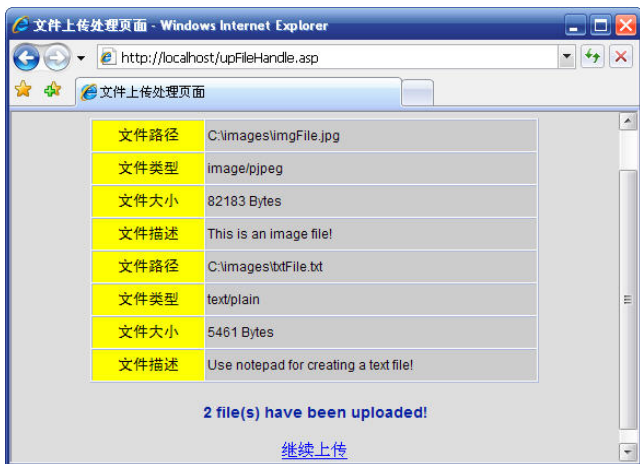 文件上传处理页面 - Windows Internet Explorer
http://localhost/upFileHandle.asp
文件上传处理页面
文件路径 C:\images\imgFile.jpg
文件类型 image/pjpeg
文件大小 82183 Bytes
文件描述 This is an image file!
文件路径 C:\images\txtFile.txt
文件类型 text/plain
文件大小 5461 Bytes
文件描述 Use notepad for creating a text file!
2 file(s) have been uploaded!
继续上传